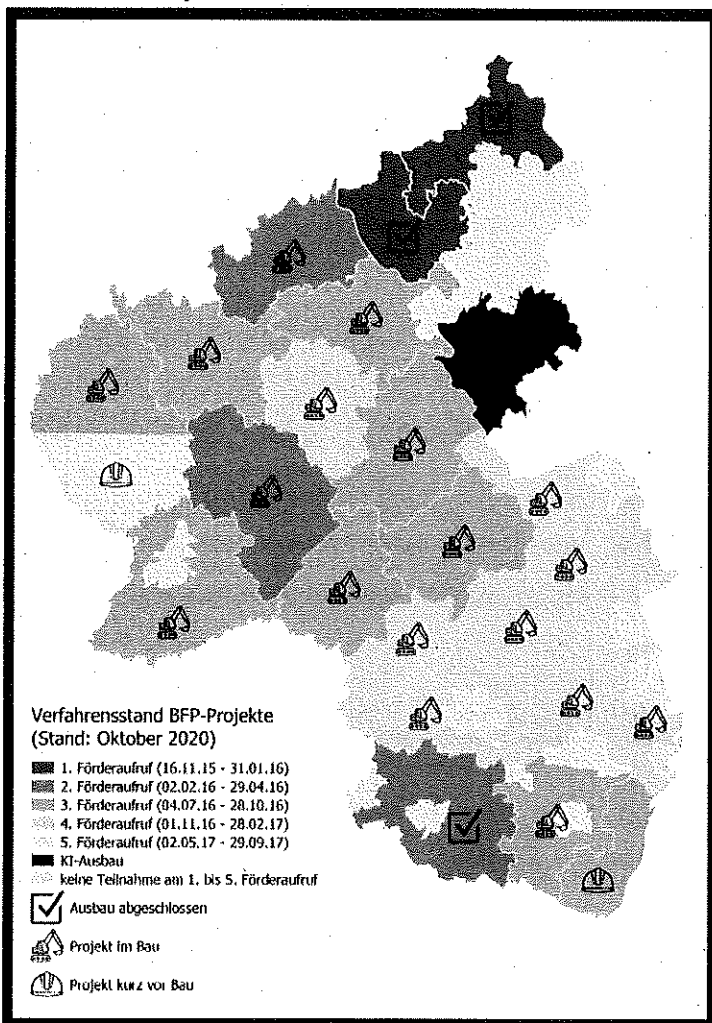 Verfahrensstand BFP-Projekte
(Stand: Oktober 2020)
1. Förderaufruf (16.11.15 - 31.01.16)
2. Förderaufruf (02.02.16 - 29.04.16)
3. Förderaufruf (04.07.16 - 28.10.16)
4. Förderaufruf (01.11.16 - 28.02.17)
5. Förderaufruf (02.05.17 - 29.09.17)
KI-Ausbau
keine Teilnahme am 1. bis 5. Förderaufruf
Ausbau abgeschlossen
Projekt im Bau
Projekt kurz vor Bau